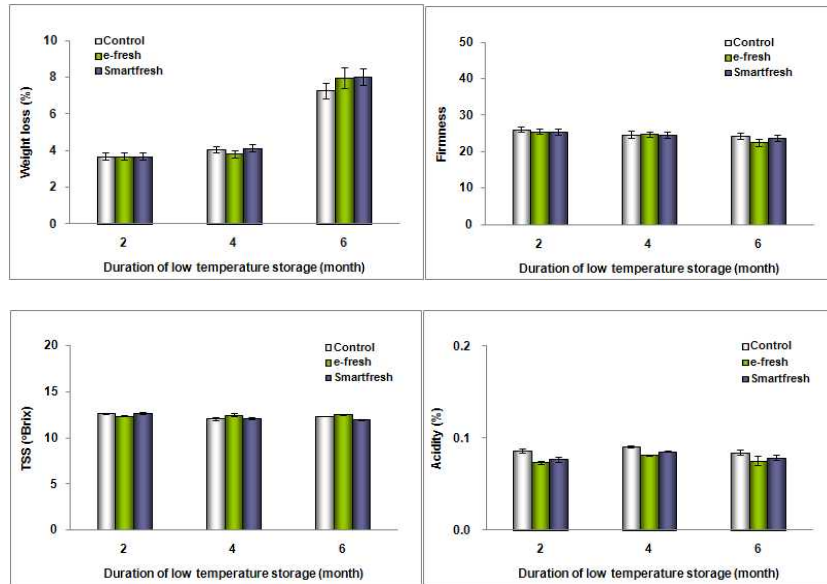 10
8
6
4
2
0
Weight loss (%)
Control
e-fresh
Smartfresh
2 4 6
Duration of low temperature storage (month)
50
40
30
20
10
0
Firmness
Control
e-fresh
Smartfresh
2 4 6
Duration of low temperature storage (month)
20
15
10
5
0
TSS (ºBrix)
Control
e-fresh
Smartfresh
2 4 6
Duration of low temperature storage (month)
0.2
0.1
0.0
Acidity (%)
Control
e-fresh
Smartfresh
2 4 6
Duration of low temperature storage (month)